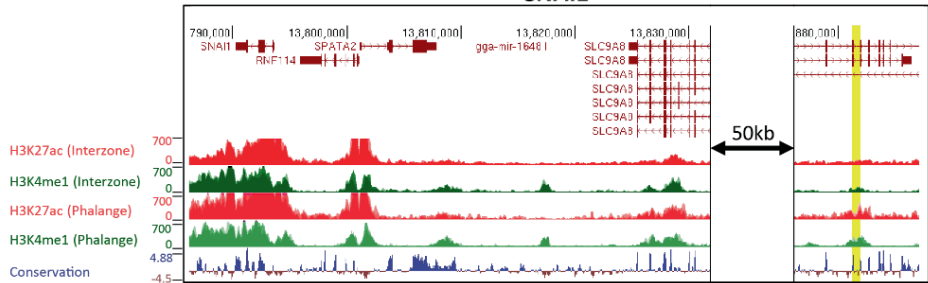 790,000 13,800,000 13,810,000 13,820,000 13,830,000 880,000
SNAI1 SPATA2 gga-mir-1648 SLC9A8
RNF114 SLC9A8
SLC9A8
SLC9A8
SLC9A8
SLC9A8
SLC9A8
50kb
H3K27ac (Interzone) 700 0
H3K4me1 (Interzone) 700 0
H3K27ac (Phalange) 700 0
H3K4me1 (Phalange) 700 0
Conservation 4.88 -4.5